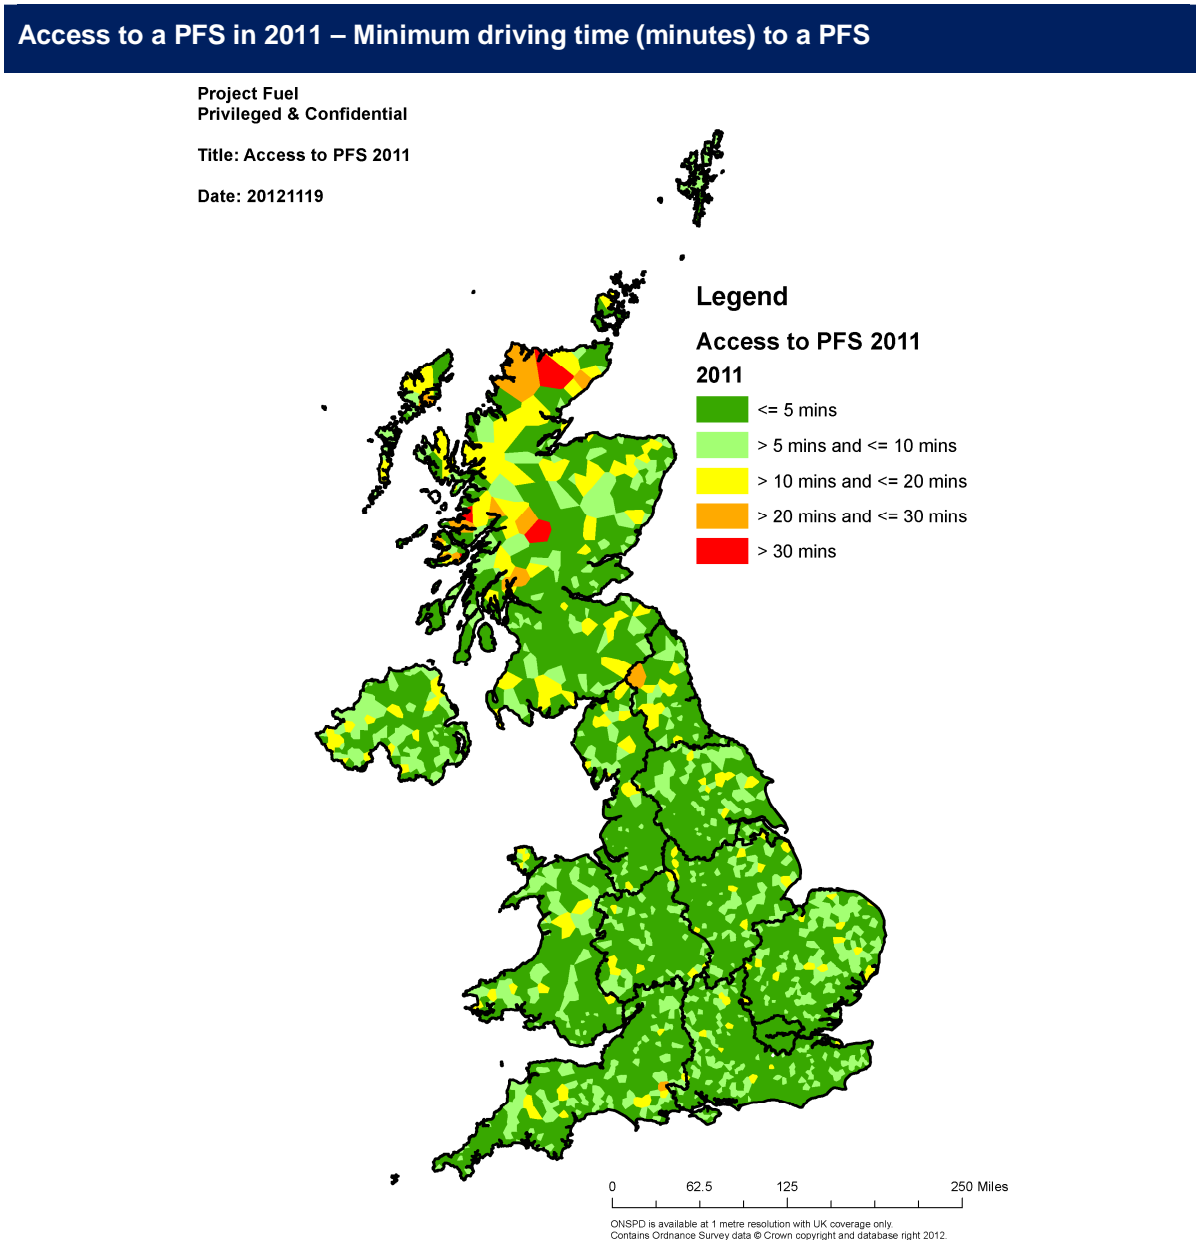 Access to a PFS in 2011 – Minimum driving time (minutes) to a PFS
Project Fuel
Privileged & Confidential
Title: Access to PFS 2011
Date: 20121119
Legend
Access to PFS 2011
2011
<= 5 mins
> 5 mins and <= 10 mins
> 10 mins and <= 20 mins
> 20 mins and <= 30 mins
> 30 mins
0 62.5 125 250 Miles
ONSPD is available at 1 metre resolution with UK coverage only.
Contains Ordnance Survey data © Crown copyright and database right 2012.